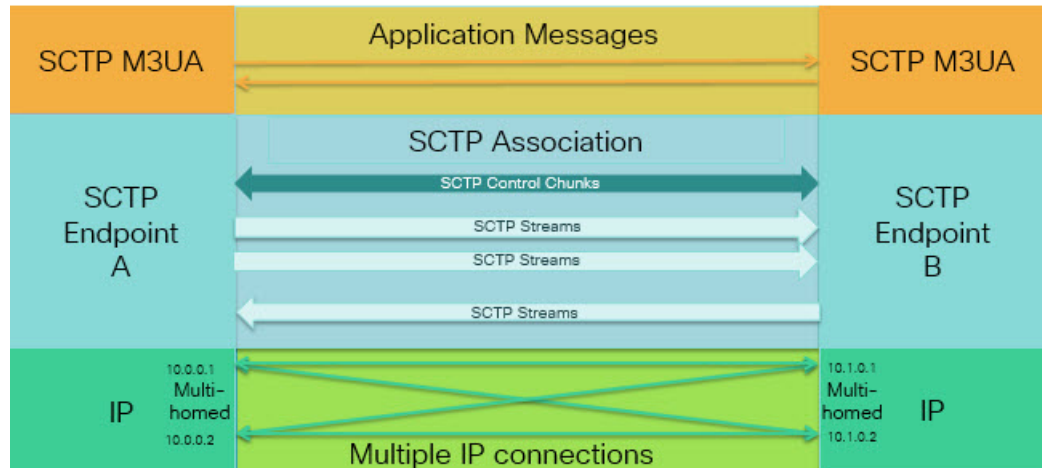 SCTP M3UA
Application Messages
SCTP M3UA
SCTP Association
SCTP Control Chunks
SCTP Streams
SCTP Streams
SCTP Streams
SCTP
Endpoint
A
SCTP
Endpoint
B
IP
10.0.0.1
Multi-
homed
10.0.0.2
Multiple IP connections
10.1.0.1
Multi-
homed
10.1.0.2
IP